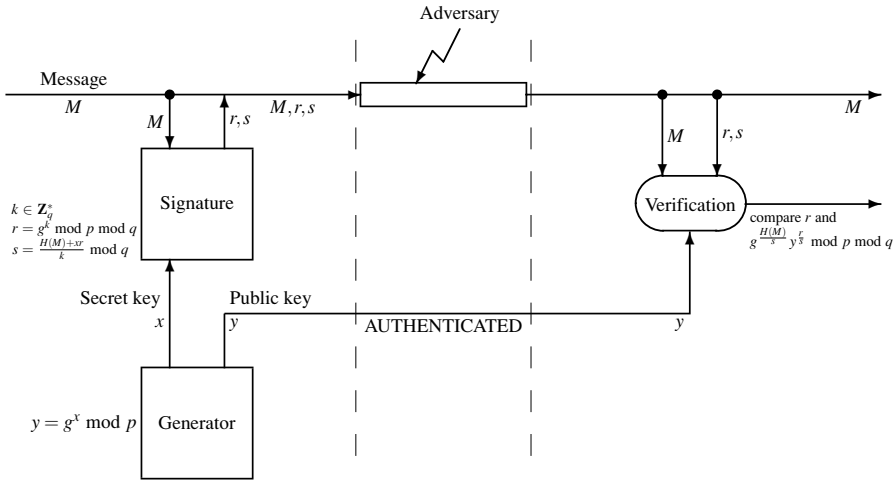 Adversary
Message
M
M
r, s
M, r, s
M
r, s
M
Signature
k ∈ Z*_q
r = g^k mod p mod q
s = (H(M)+xr)/k mod q
Verification
compare r and
g^(H(M)/s) y^(r/s) mod p mod q
Secret key
x
Public key
y
AUTHENTICATED
y
y = g^x mod p
Generator